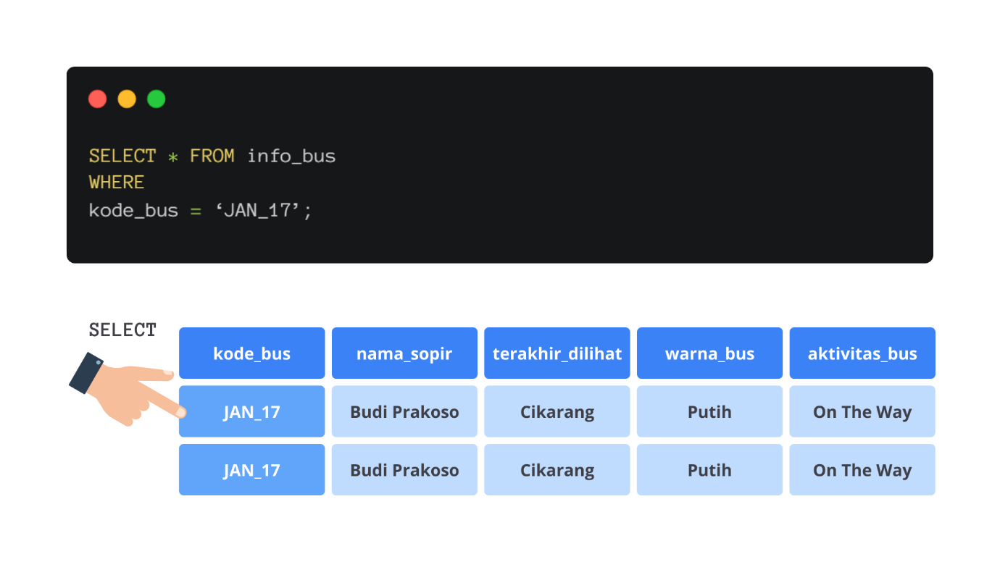 SELECT * FROM info_bus
WHERE
kode_bus = ‘JAN_17’;
SELECT
kode_bus nama_sopir terakhir_dilihat warna_bus aktivitas_bus
JAN_17 Budi Prakoso Cikarang Putih On The Way
JAN_17 Budi Prakoso Cikarang Putih On The Way